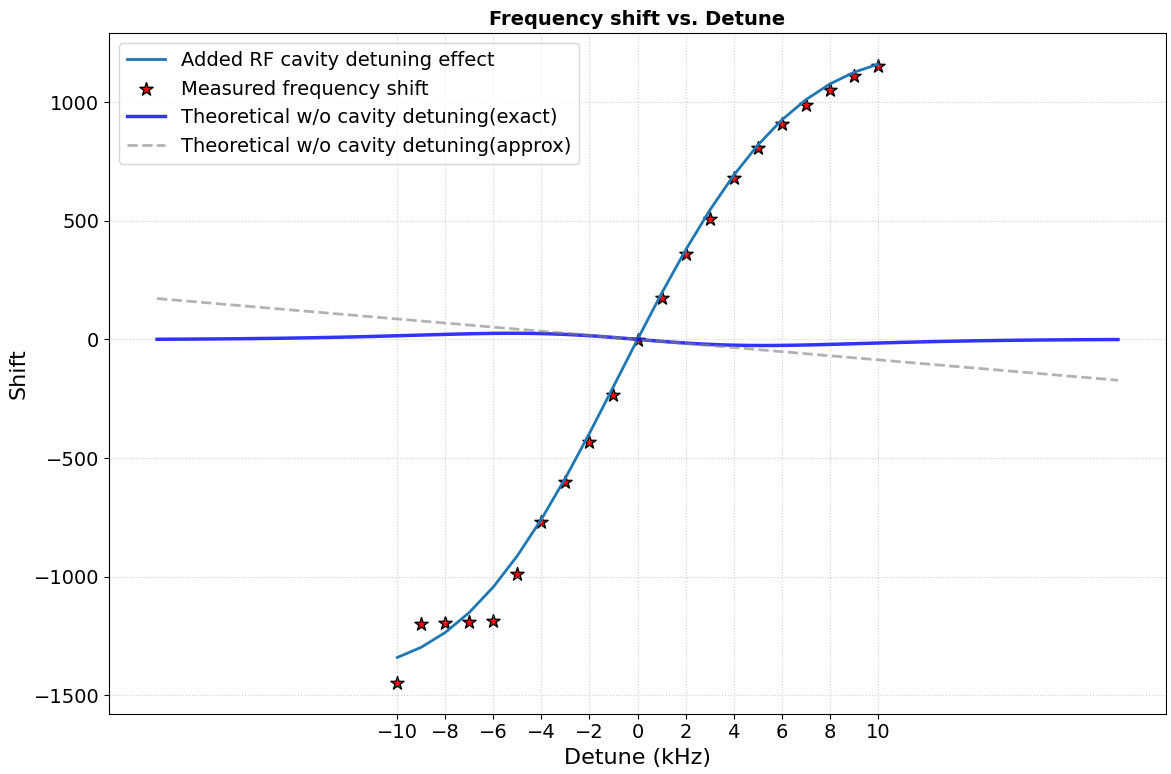 Frequency shift vs. Detune
Added RF cavity detuning effect
Measured frequency shift
Theoretical w/o cavity detuning(exact)
Theoretical w/o cavity detuning(approx)
1000
500
0
−500
−1000
−1500
Shift
−10 −8 −6 −4 −2 0 2 4 6 8 10
Detune (kHz)